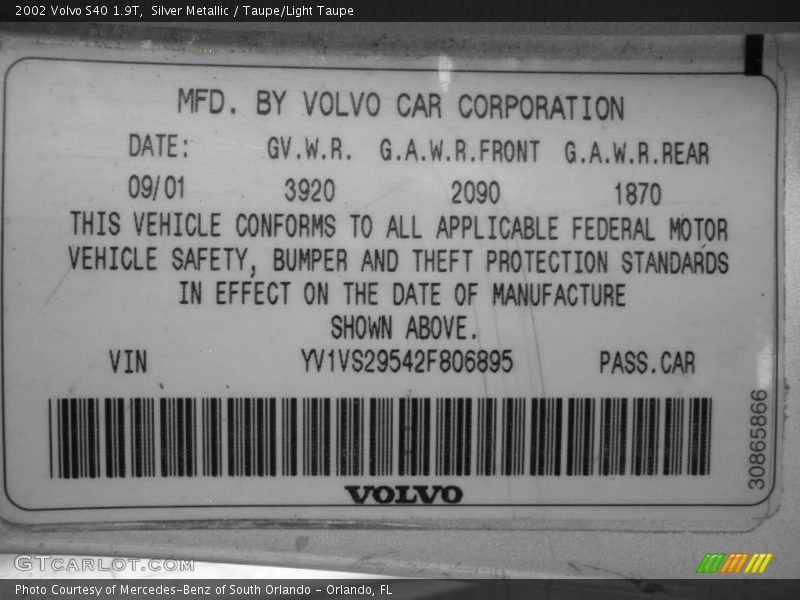 2002 Volvo S40 1.9T, Silver Metallic / Taupe/Light Taupe
MFD. BY VOLVO CAR CORPORATION
DATE: GV.W.R. G.A.W.R.FRONT G.A.W.R.REAR
09/01 3920 2090 1870
THIS VEHICLE CONFORMS TO ALL APPLICABLE FEDERAL MOTOR
VEHICLE SAFETY, BUMPER AND THEFT PROTECTION STANDARDS
IN EFFECT ON THE DATE OF MANUFACTURE
SHOWN ABOVE.
VIN YV1VS29542F806895 PASS.CAR
30865866
VOLVO
GTCARLOT.COM
Photo Courtesy of Mercedes-Benz of South Orlando - Orlando, FL